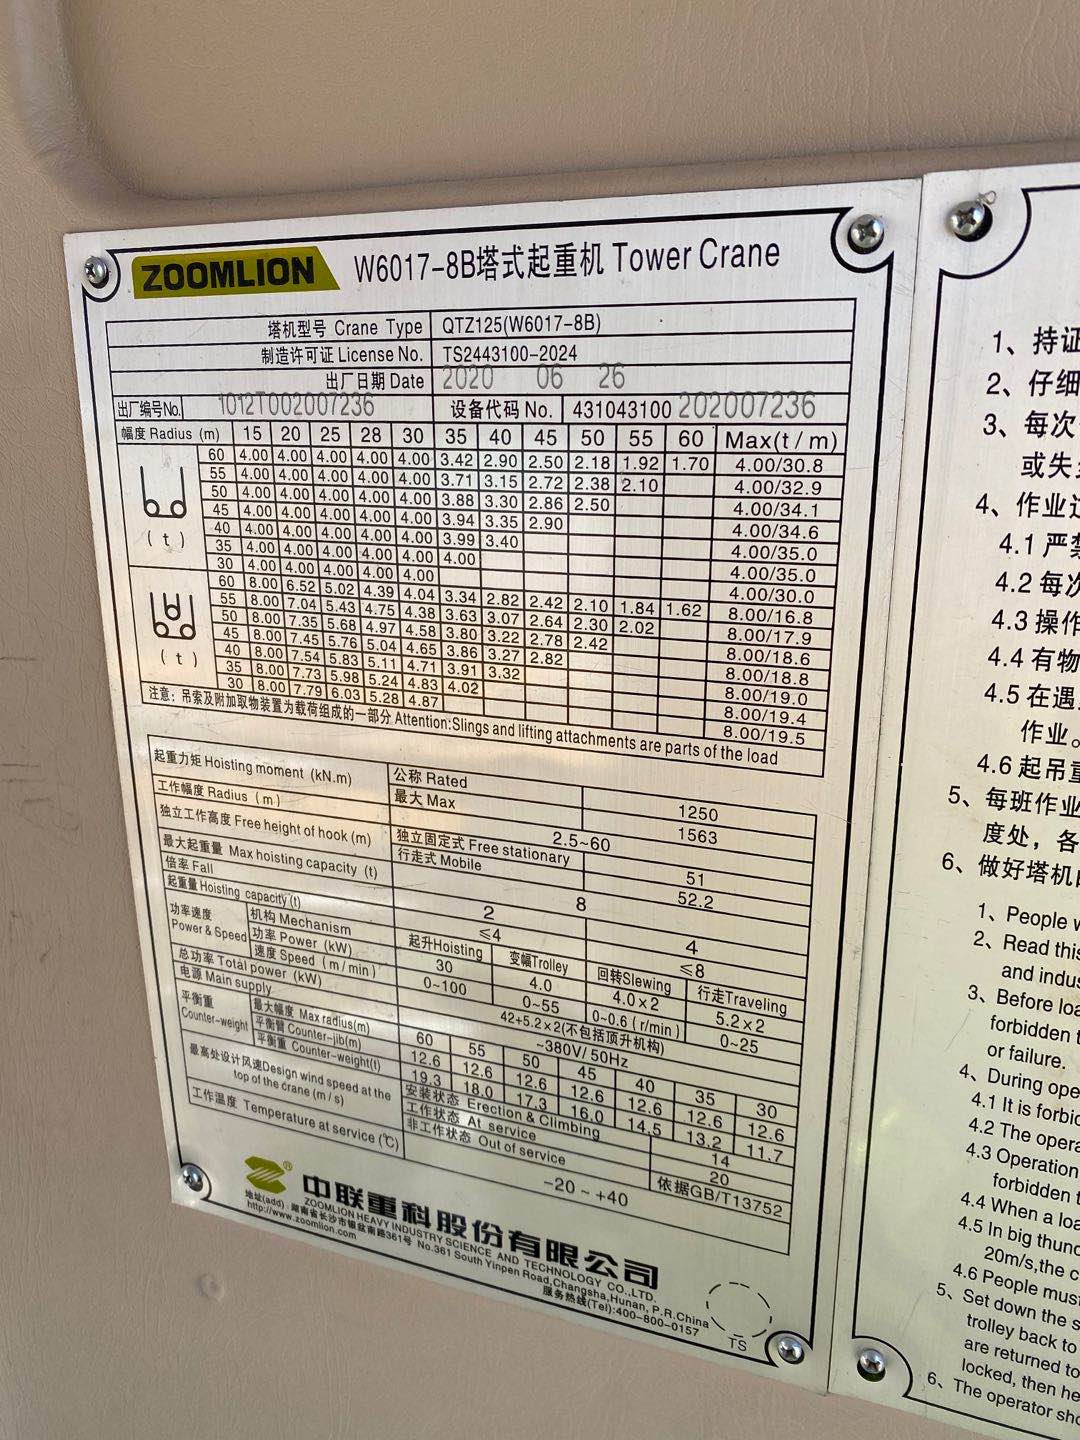 ZOOMLION W6017-8B塔式起重机 Tower Crane
塔机型号 Crane Type QTZ125(W6017-8B)
制造许可证 License No. TS2443100-2024
出厂日期 Date 2020 06 26
出厂编号No. 1012T002007236 设备代码 No. 431043100 202007236
幅度 Radius (m) 15 20 25 28 30 35 40 45 50 55 60 Max(t/m)
60 4.00 4.00 4.00 4.00 4.00 3.42 2.90 2.50 2.18 1.92 1.70 4.00/30.8
55 4.00 4.00 4.00 4.00 4.00 3.71 3.15 2.72 2.38 2.10 4.00/32.9
50 4.00 4.00 4.00 4.00 4.00 3.88 3.30 2.86 2.50 4.00/34.1
45 4.00 4.00 4.00 4.00 4.00 3.94 3.35 2.90 4.00/34.6
40 4.00 4.00 4.00 4.00 4.00 3.99 3.40 4.00/35.0
35 4.00 4.00 4.00 4.00 4.00 4.00 4.00/35.0
30 4.00 4.00 4.00 4.00 4.00 4.00/30.0
(t)
60 8.00 6.52 5.02 4.39 4.04 3.34 2.82 2.42 2.10 1.84 1.62 8.00/16.8
55 8.00 7.04 5.43 4.75 4.38 3.63 3.07 2.64 2.30 2.02 8.00/17.9
50 8.00 7.35 5.68 4.97 4.58 3.80 3.22 2.78 2.42 8.00/18.6
45 8.00 7.45 5.76 5.04 4.65 3.86 3.27 2.82 8.00/18.8
40 8.00 7.54 5.83 5.11 4.71 3.91 3.32 8.00/19.0
35 8.00 7.73 5.98 5.24 4.83 4.02 8.00/19.4
30 8.00 7.79 6.03 5.28 4.87 8.00/19.5
(t)
注意：吊索及附加取物装置为载荷组成的一部分 Attention:Slings and lifting attachments are parts of the load
起重力矩 Hoisting moment (kN.m) 公称 Rated 1250
最大 Max 1563
工作幅度 Radius (m) 2.5~60
独立工作高度 Free height of hook (m) 独立固定式 Free stationary 51
行走式 Mobile 52.2
最大起重量 Max hoisting capacity (t) 8
倍率 Fall 2 4
起重量 Hoisting capacity(t) ≤4 ≤8
功率速度 Power & Speed
机构 Mechanism 起升Hoisting 变幅Trolley 回转Slewing 行走Traveling
功率 Power (kW) 30 4.0 4.0×2 5.2×2
速度 Speed (m/min) 0~100 0~55 0~0.6 (r/min) 0~25
总功率 Total power (kW) 42+5.2×2(不包括顶升机构)
电源 Main supply ~380V/50Hz
平衡重 Counter-weight
最大幅度 Max radius(m) 60 55 50 45 40 35 30
平衡臂 Counter-jib(m) 12.6 12.6 12.6 12.6 12.6 12.6 12.6
平衡重 Counter-weight(t) 19.3 18.0 17.3 16.0 14.5 13.2 11.7
最高处设计风速Design wind speed at the
top of the crane (m/s)
安装状态 Erection & Climbing 14
工作状态 At service 20
非工作状态 Out of service 依据GB/T13752
工作温度 Temperature at service (℃) -20 ~ +40
® 中联重科股份有限公司
ZOOMLION HEAVY INDUSTRY SCIENCE AND TECHNOLOGY CO.,LTD.
地址(add)：湖南省长沙市银盆南路361号 No.361 South Yinpen Road,Changsha,Hunan, P.R.China
http://www.zoomlion.com 服务热线(Tel):400-800-0157
TS
1、持证
2、仔细
3、每次
或失
4、作业
4.1 严禁
4.2 每次
4.3 操作
4.4 有物
4.5 在遇
作业。
4.6 起吊重
5、每班作业
度处，各
6、做好塔机
1、People w
2、Read this
and indus
3、Before loa
forbidden t
or failure.
4、During ope
4.1 It is forbid
4.2 The opera
4.3 Operation
forbidden t
4.4 When a loa
4.5 In big thund
20m/s,the c
4.6 People must
5、Set down the s
trolley back to
are returned to
locked, then he
6、The operator sho